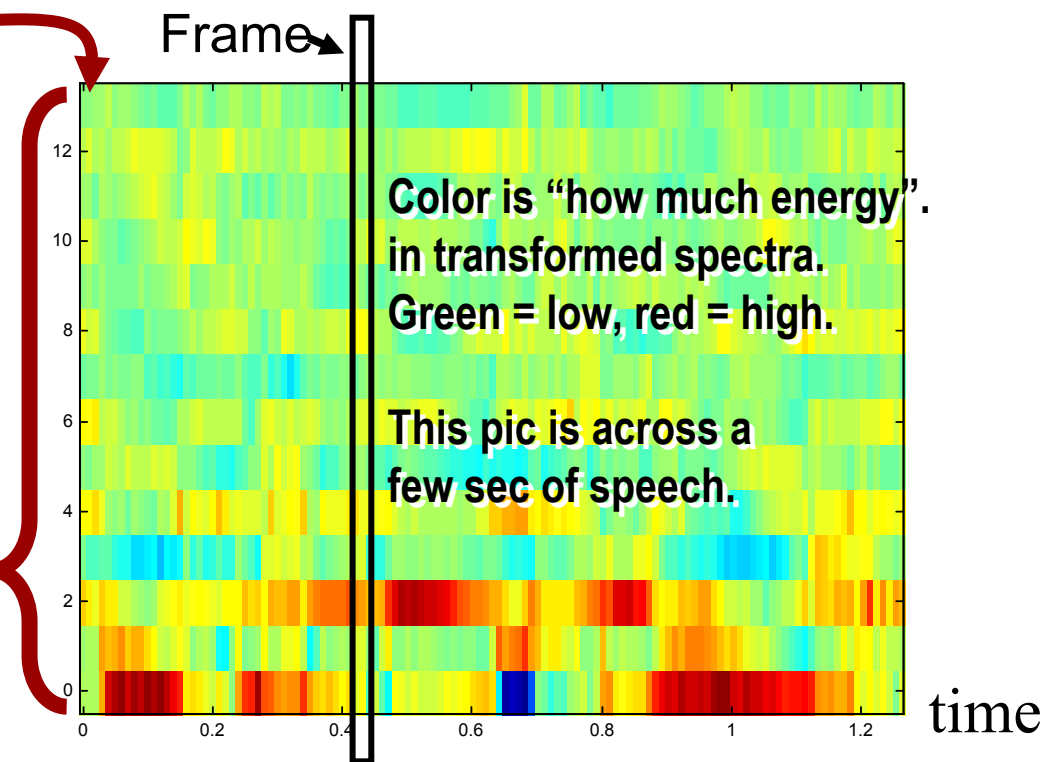 Frame
12
10
8
6
4
2
0
Color is “how much energy”.
in transformed spectra.
Green = low, red = high.
This pic is across a
few sec of speech.
0 0.2 0.4 0.6 0.8 1 1.2
time